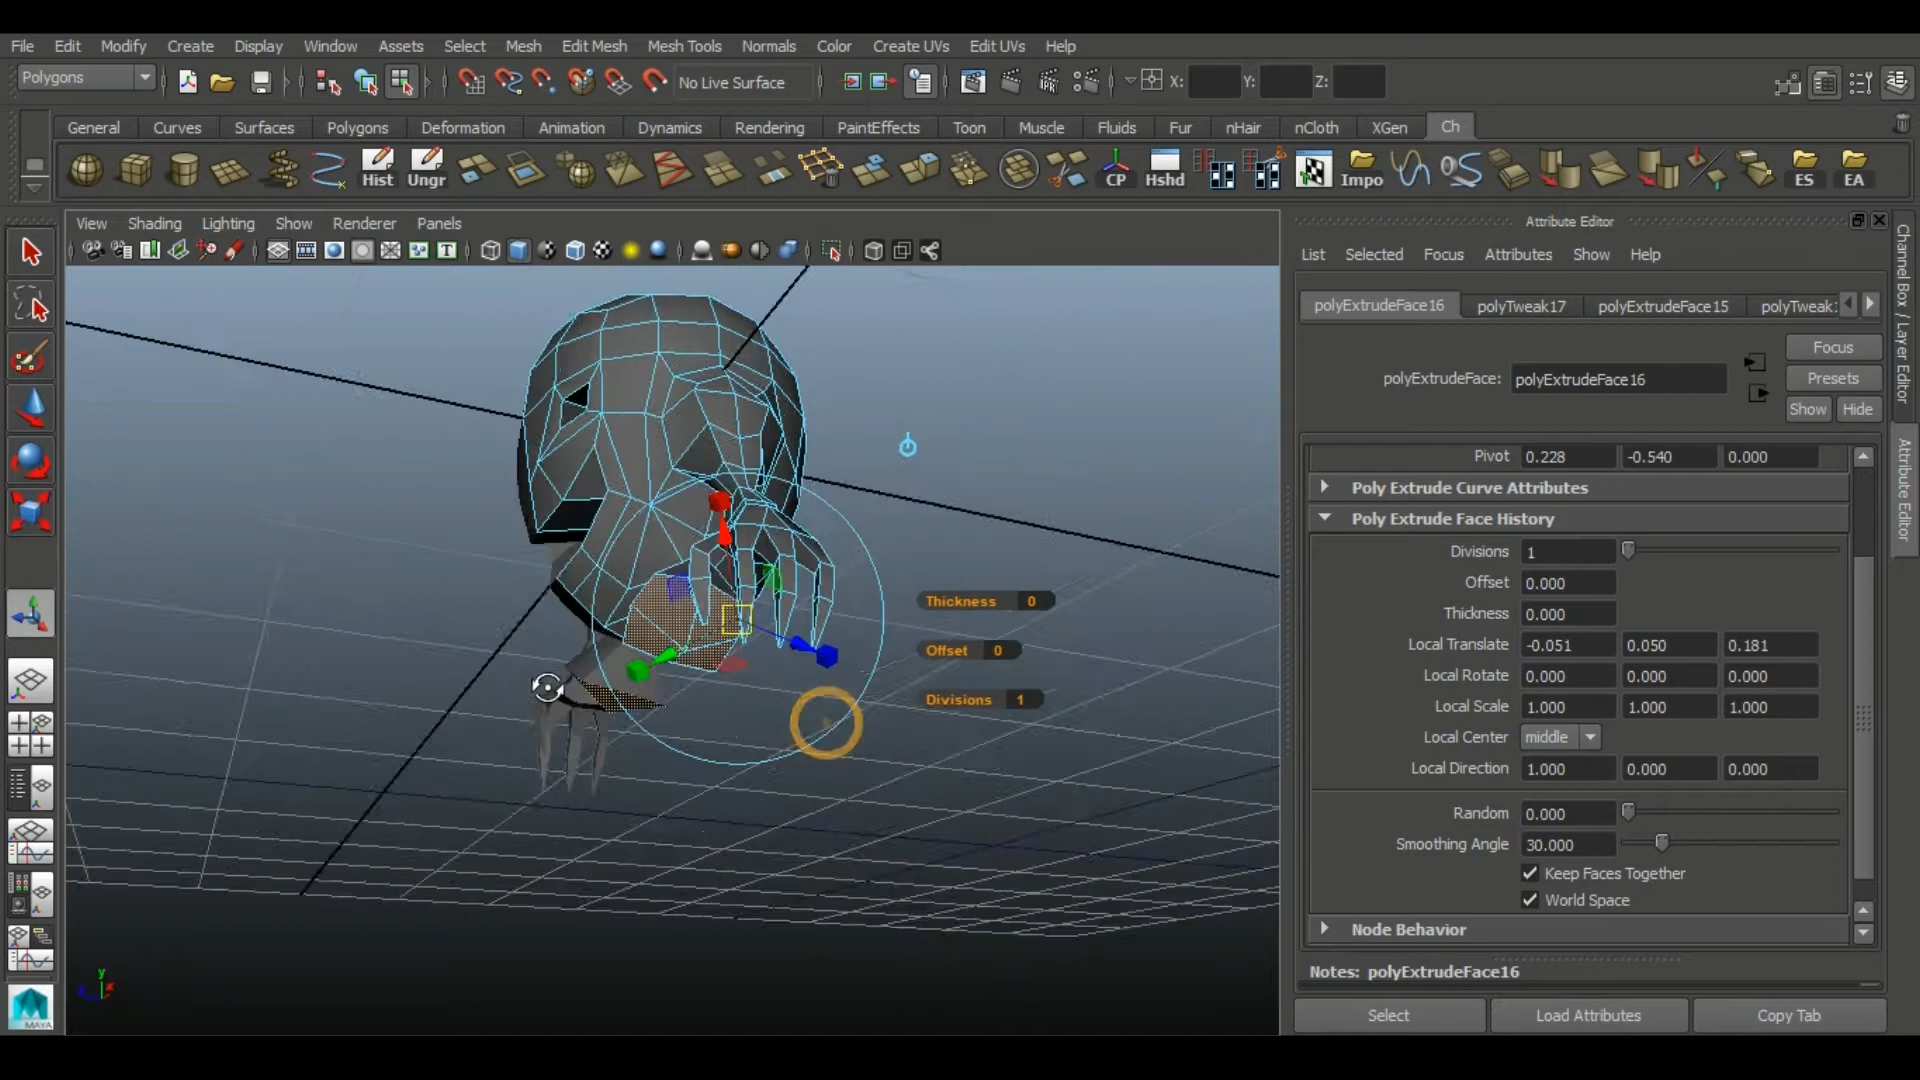 File Edit Modify Create Display Window Assets Select Mesh Edit Mesh Mesh Tools Normals Color Create UVs Edit UVs Help
Polygons No Live Surface X: Y: Z:
General Curves Surfaces Polygons Deformation Animation Dynamics Rendering PaintEffects Toon Muscle Fluids Fur nHair nCloth XGen Ch
Hist Ungr CP Hshd Impo ES EA
View Shading Lighting Show Renderer Panels
Attribute Editor
List Selected Focus Attributes Show Help
polyExtrudeFace16 polyTweak17 polyExtrudeFace15 polyTweak:
Focus
polyExtrudeFace: polyExtrudeFace16
Presets
Show Hide
Pivot 0.228 -0.540 0.000
Poly Extrude Curve Attributes
Poly Extrude Face History
Divisions 1
Offset 0.000
Thickness 0.000
Local Translate -0.051 0.050 0.181
Local Rotate 0.000 0.000 0.000
Local Scale 1.000 1.000 1.000
Local Center middle
Local Direction 1.000 0.000 0.000
Random 0.000
Smoothing Angle 30.000
Keep Faces Together
World Space
Node Behavior
Notes: polyExtrudeFace16
Select Load Attributes Copy Tab
Channel Box / Layer Editor
Attribute Editor
Thickness 0
Offset 0
Divisions 1
y
MAYA